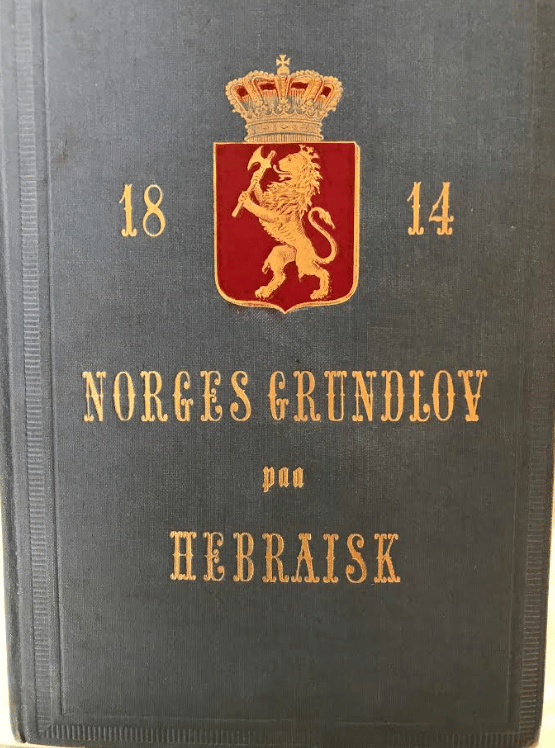 18 14
NORGES GRUNDLOV
paa
HEBRAISK